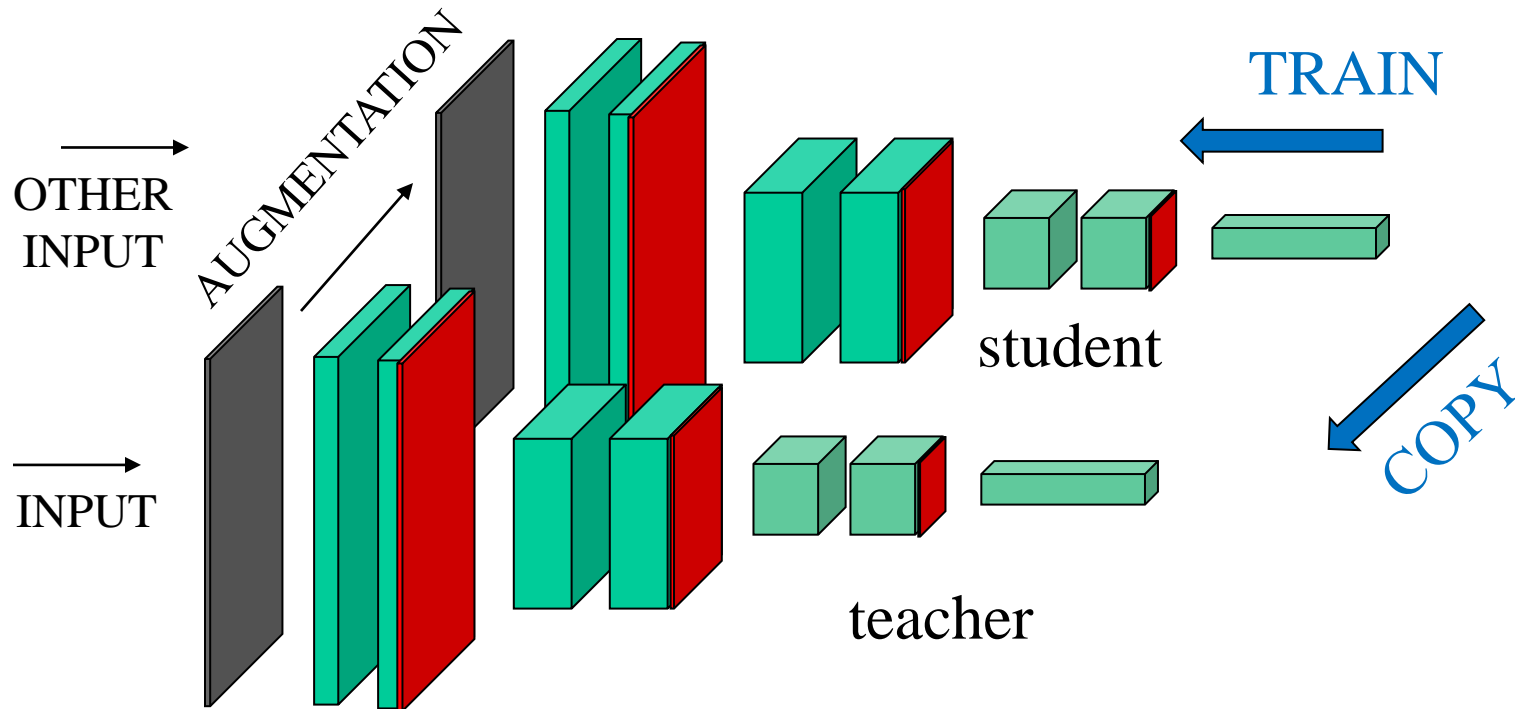 AUGMENTATION
TRAIN
OTHER
INPUT
student
COPY
INPUT
teacher